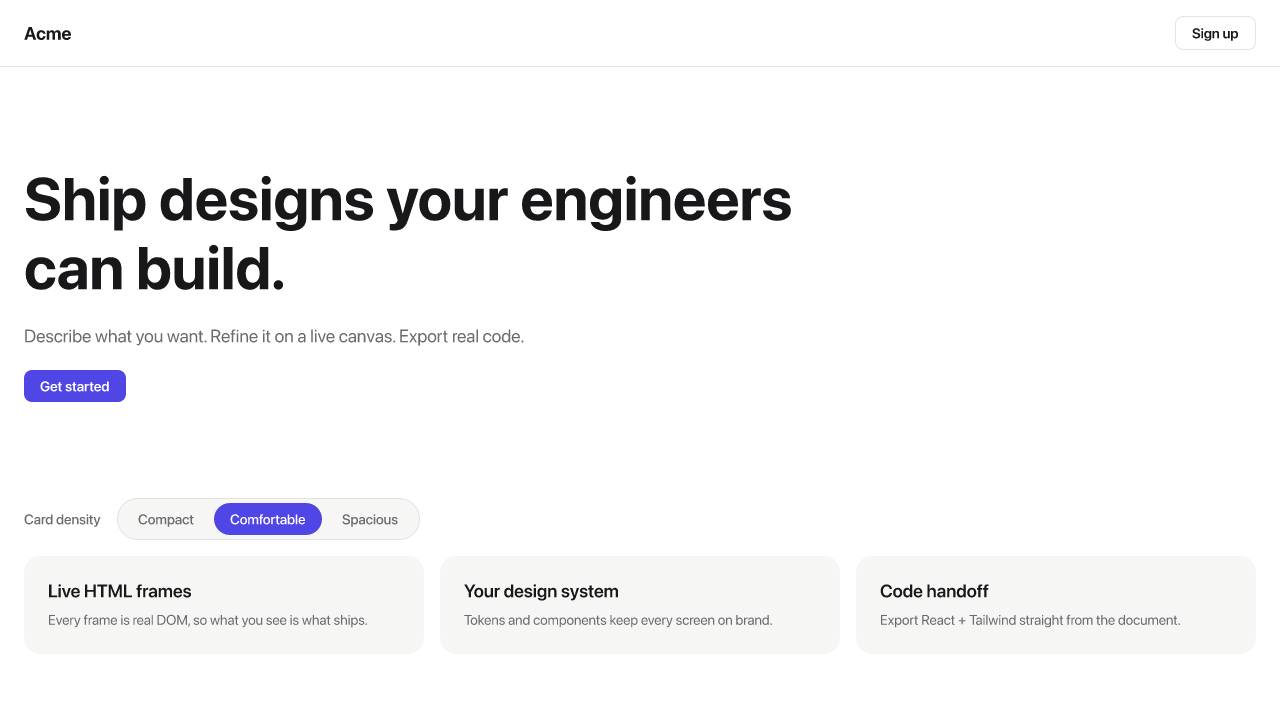 Acme
Sign up
Ship designs your engineers
can build.
Describe what you want. Refine it on a live canvas. Export real code.
Get started
Card density
Compact
Comfortable
Spacious
Live HTML frames
Every frame is real DOM, so what you see is what ships.
Your design system
Tokens and components keep every screen on brand.
Code handoff
Export React + Tailwind straight from the document.